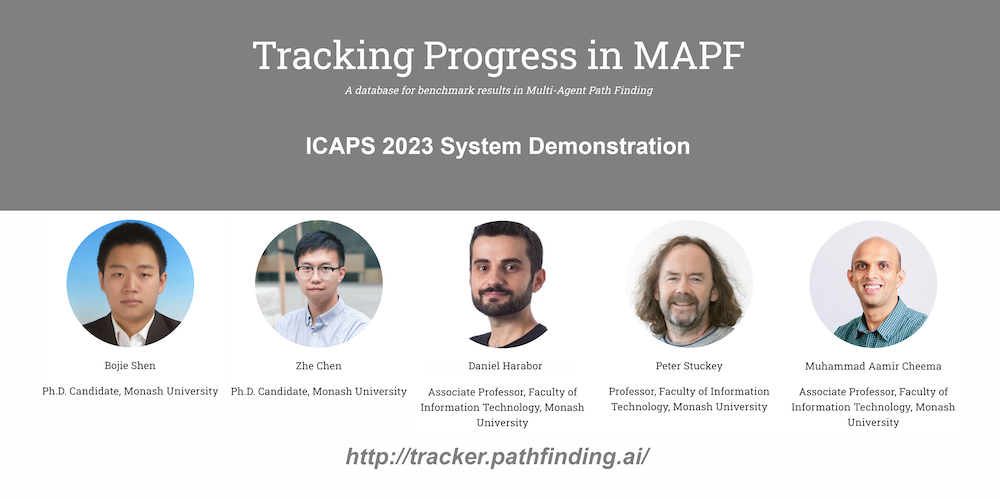 Tracking Progress in MAPF
A database for benchmark results in Multi-Agent Path Finding
ICAPS 2023 System Demonstration
Bojie Shen
Ph.D. Candidate, Monash University
Zhe Chen
Ph.D. Candidate, Monash University
Daniel Harabor
Associate Professor, Faculty of
Information Technology, Monash
University
Peter Stuckey
Professor, Faculty of Information
Technology, Monash University
Muhammad Aamir Cheema
Associate Professor, Faculty of
Information Technology, Monash
University
http://tracker.pathfinding.ai/